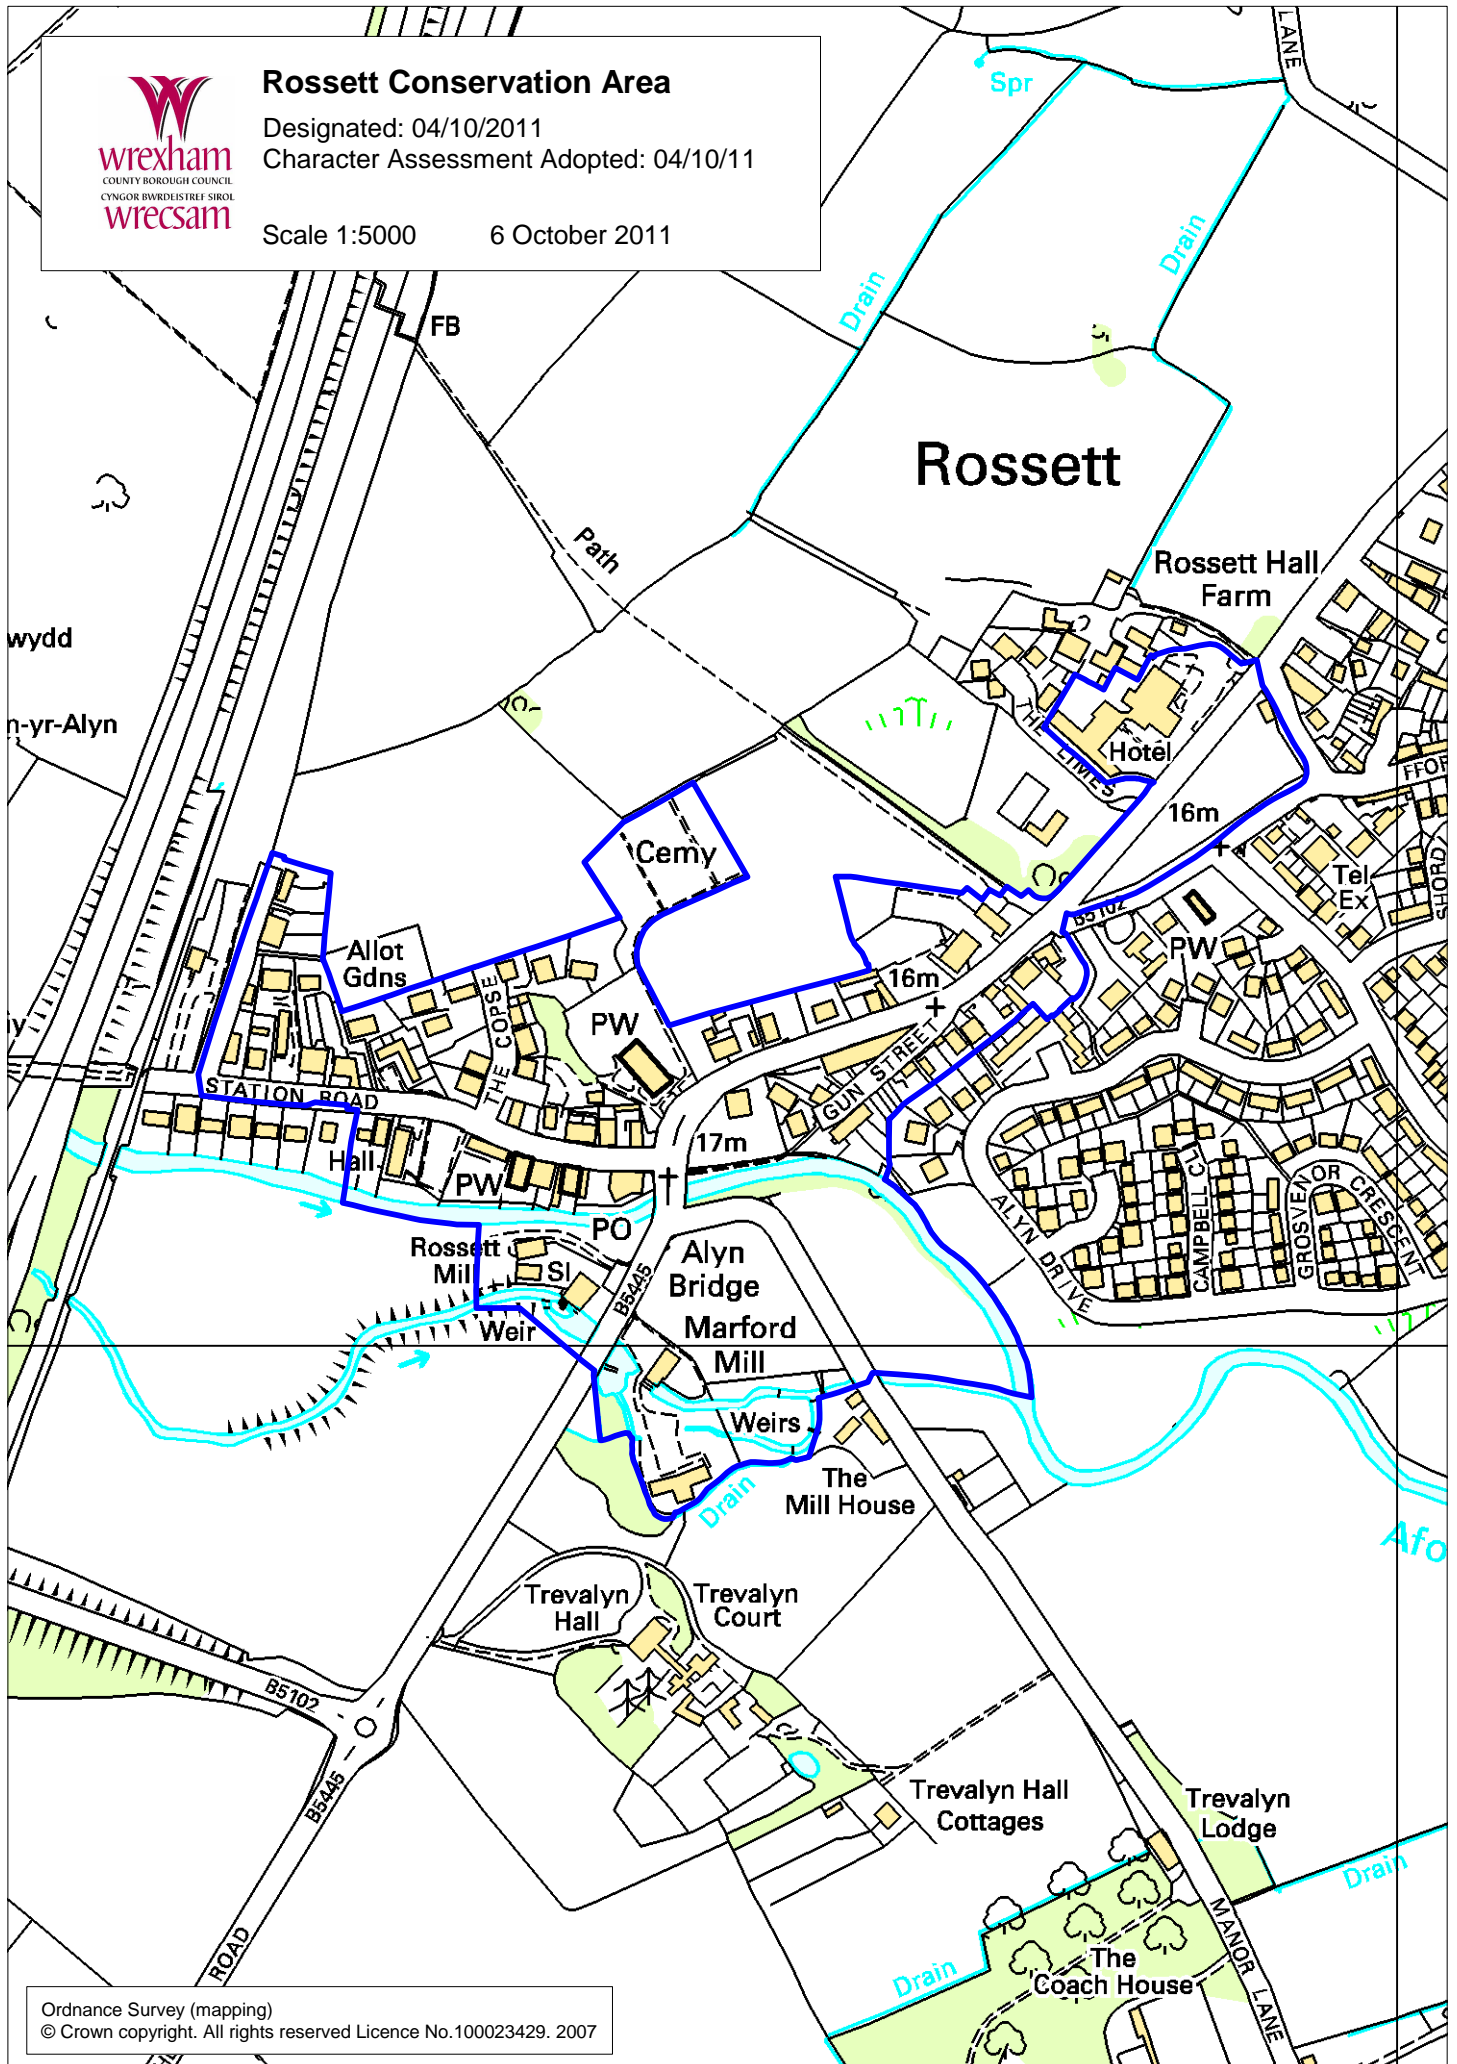 wrexham
COUNTY BOROUGH COUNCIL
CYNGOR BWRDEISTREF SIROL
wrecsam
Rossett Conservation Area
Designated: 04/10/2011
Character Assessment Adopted: 04/10/11
Scale 1:5000 6 October 2011
LANE
Spr
Drain
Drain
FB
Rossett
Path
Rossett Hall
Farm
wydd
n-yr-Alyn
THE LIMES
Hotel
16m
FFOR
Cemy
Tel
Ex
SHORD
B5102
PW
Allot
Gdns
16m
THE COPSE
PW
STATION ROAD
GUN STREET
17m
Hall
PW
PO
ALYN DRIVE
CAMPBELL CL
GROSVENOR CRESCENT
Rossett
Mill
Sl
B5445
Alyn
Bridge
Weir
Marford
Mill
Weirs
The
Mill House
Drain
Afo
Trevalyn
Hall
Trevalyn
Court
B5102
B5445
Trevalyn Hall
Cottages
Trevalyn
Lodge
Drain
MANOR LANE
ROAD
Drain
The
Coach House
Ordnance Survey (mapping)
© Crown copyright. All rights reserved Licence No.100023429. 2007